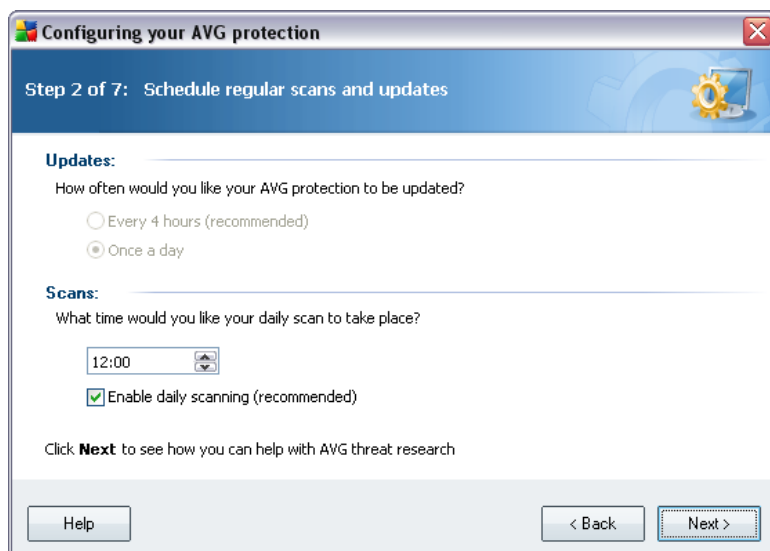 Configuring your AVG protection
Step 2 of 7: Schedule regular scans and updates
Updates:
How often would you like your AVG protection to be updated?
Every 4 hours (recommended)
Once a day
Scans:
What time would you like your daily scan to take place?
12:00
Enable daily scanning (recommended)
Click Next to see how you can help with AVG threat research
Help
< Back
Next >